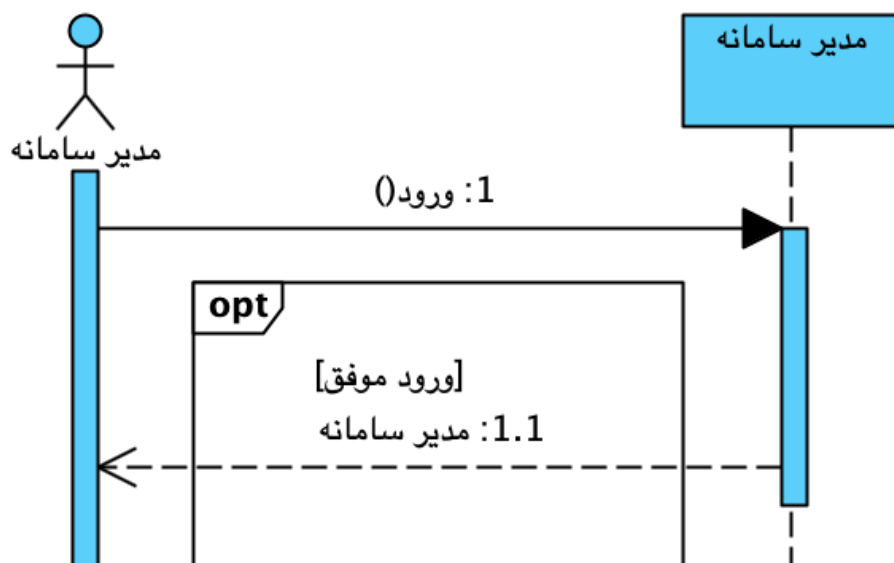 مدیر سامانه
مدیر سامانه
1: ورود()
opt
[ورود موفق]
1.1: مدیر سامانه